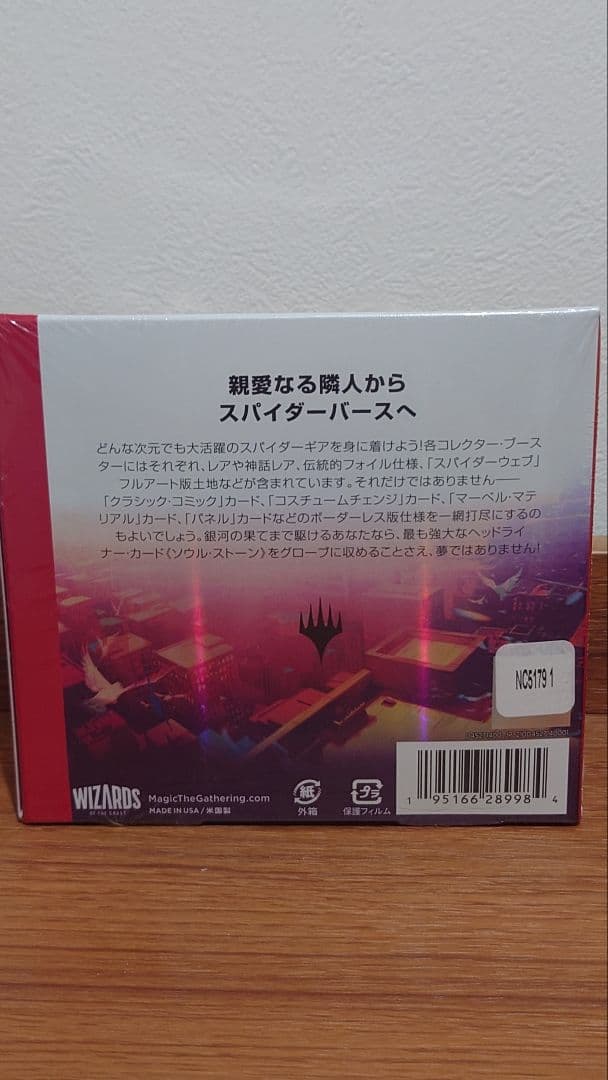 親愛なる隣人から
スパイダーバースへ
どんな次元でも大活躍のスパイダーギアを身に着けよう!各コレクター・ブース
ターにはそれぞれ、レアや神話レア、伝統的フォイル仕様、「スパイダーウェブ」
フルアート版土地などが含まれています。それだけではありません――
「クラシック・コミック」カード、「コスチュームチェンジ」カード、「マーベル・マテ
リアル」カード、「パネル」カードなどのボーダーレス版仕様を一網打尽にするの
もよいでしょう。銀河の果てまで駆けるあなたなら、最も強大なヘッドライ
ナー・カード《ソウル・ストーン》をグローブに収めることさえ、夢ではありません!
NC5179 1
WIZARDS
OF THE COAST
MagicTheGathering.com
MADE IN USA / 米国製
紙
外箱
プラ
保護フィルム
1 95166 28998 4